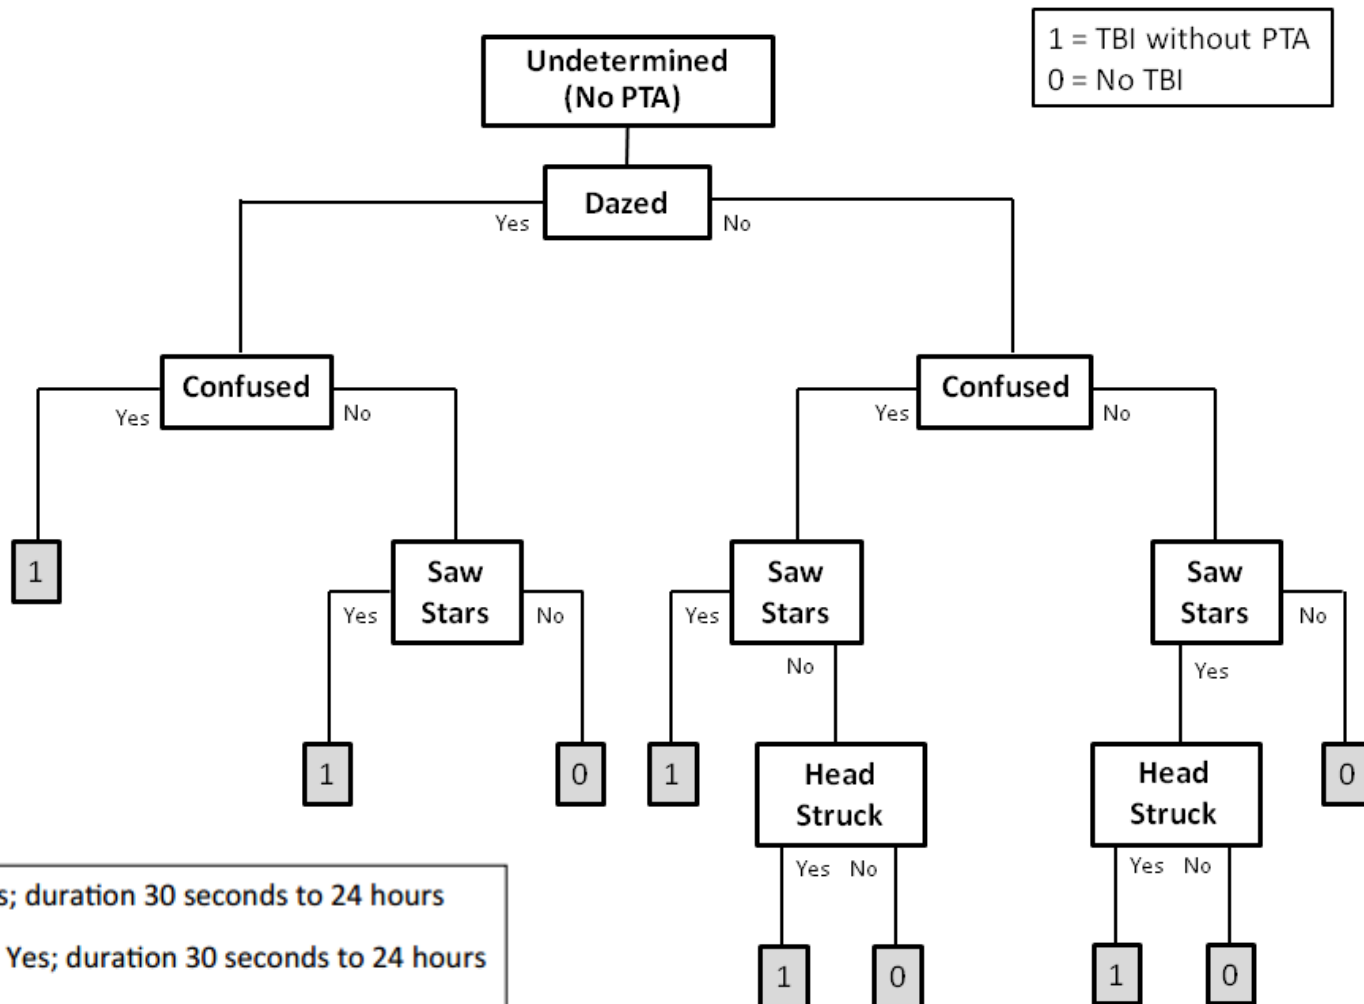 1 = TBI without PTA
0 = No TBI
Undetermined
(No PTA)
Dazed
Yes
No
Confused
Yes
No
Confused
Yes
No
1
Saw
Stars
Yes
No
Saw
Stars
Yes
No
Saw
Stars
Yes
No
1
0
1
Head
Struck
Yes No
Head
Struck
Yes No
0
1
0
1
0
; duration 30 seconds to 24 hours
Yes; duration 30 seconds to 24 hours